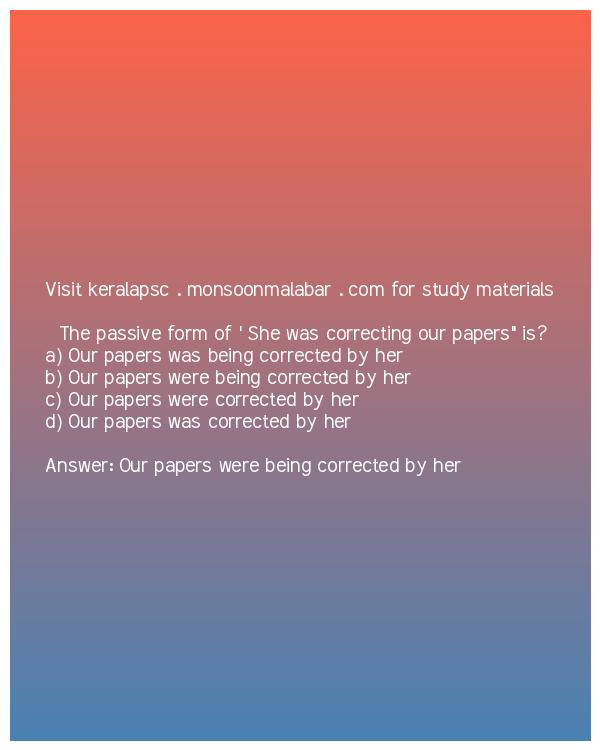 Visit keralapsc . monsoonmalabar . com for study materials
The passive form of ' She was correcting our papers" is?
a) Our papers was being corrected by her
b) Our papers were being corrected by her
c) Our papers were corrected by her
d) Our papers was corrected by her
Answer: Our papers were being corrected by her